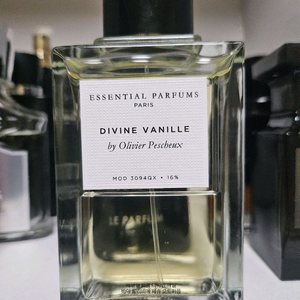 ESSENTIAL PARFUMS
PARIS
DIVINE VANILLE
by Olivier Pescheux
MOD 3094QX • 16%
LE PARFUM